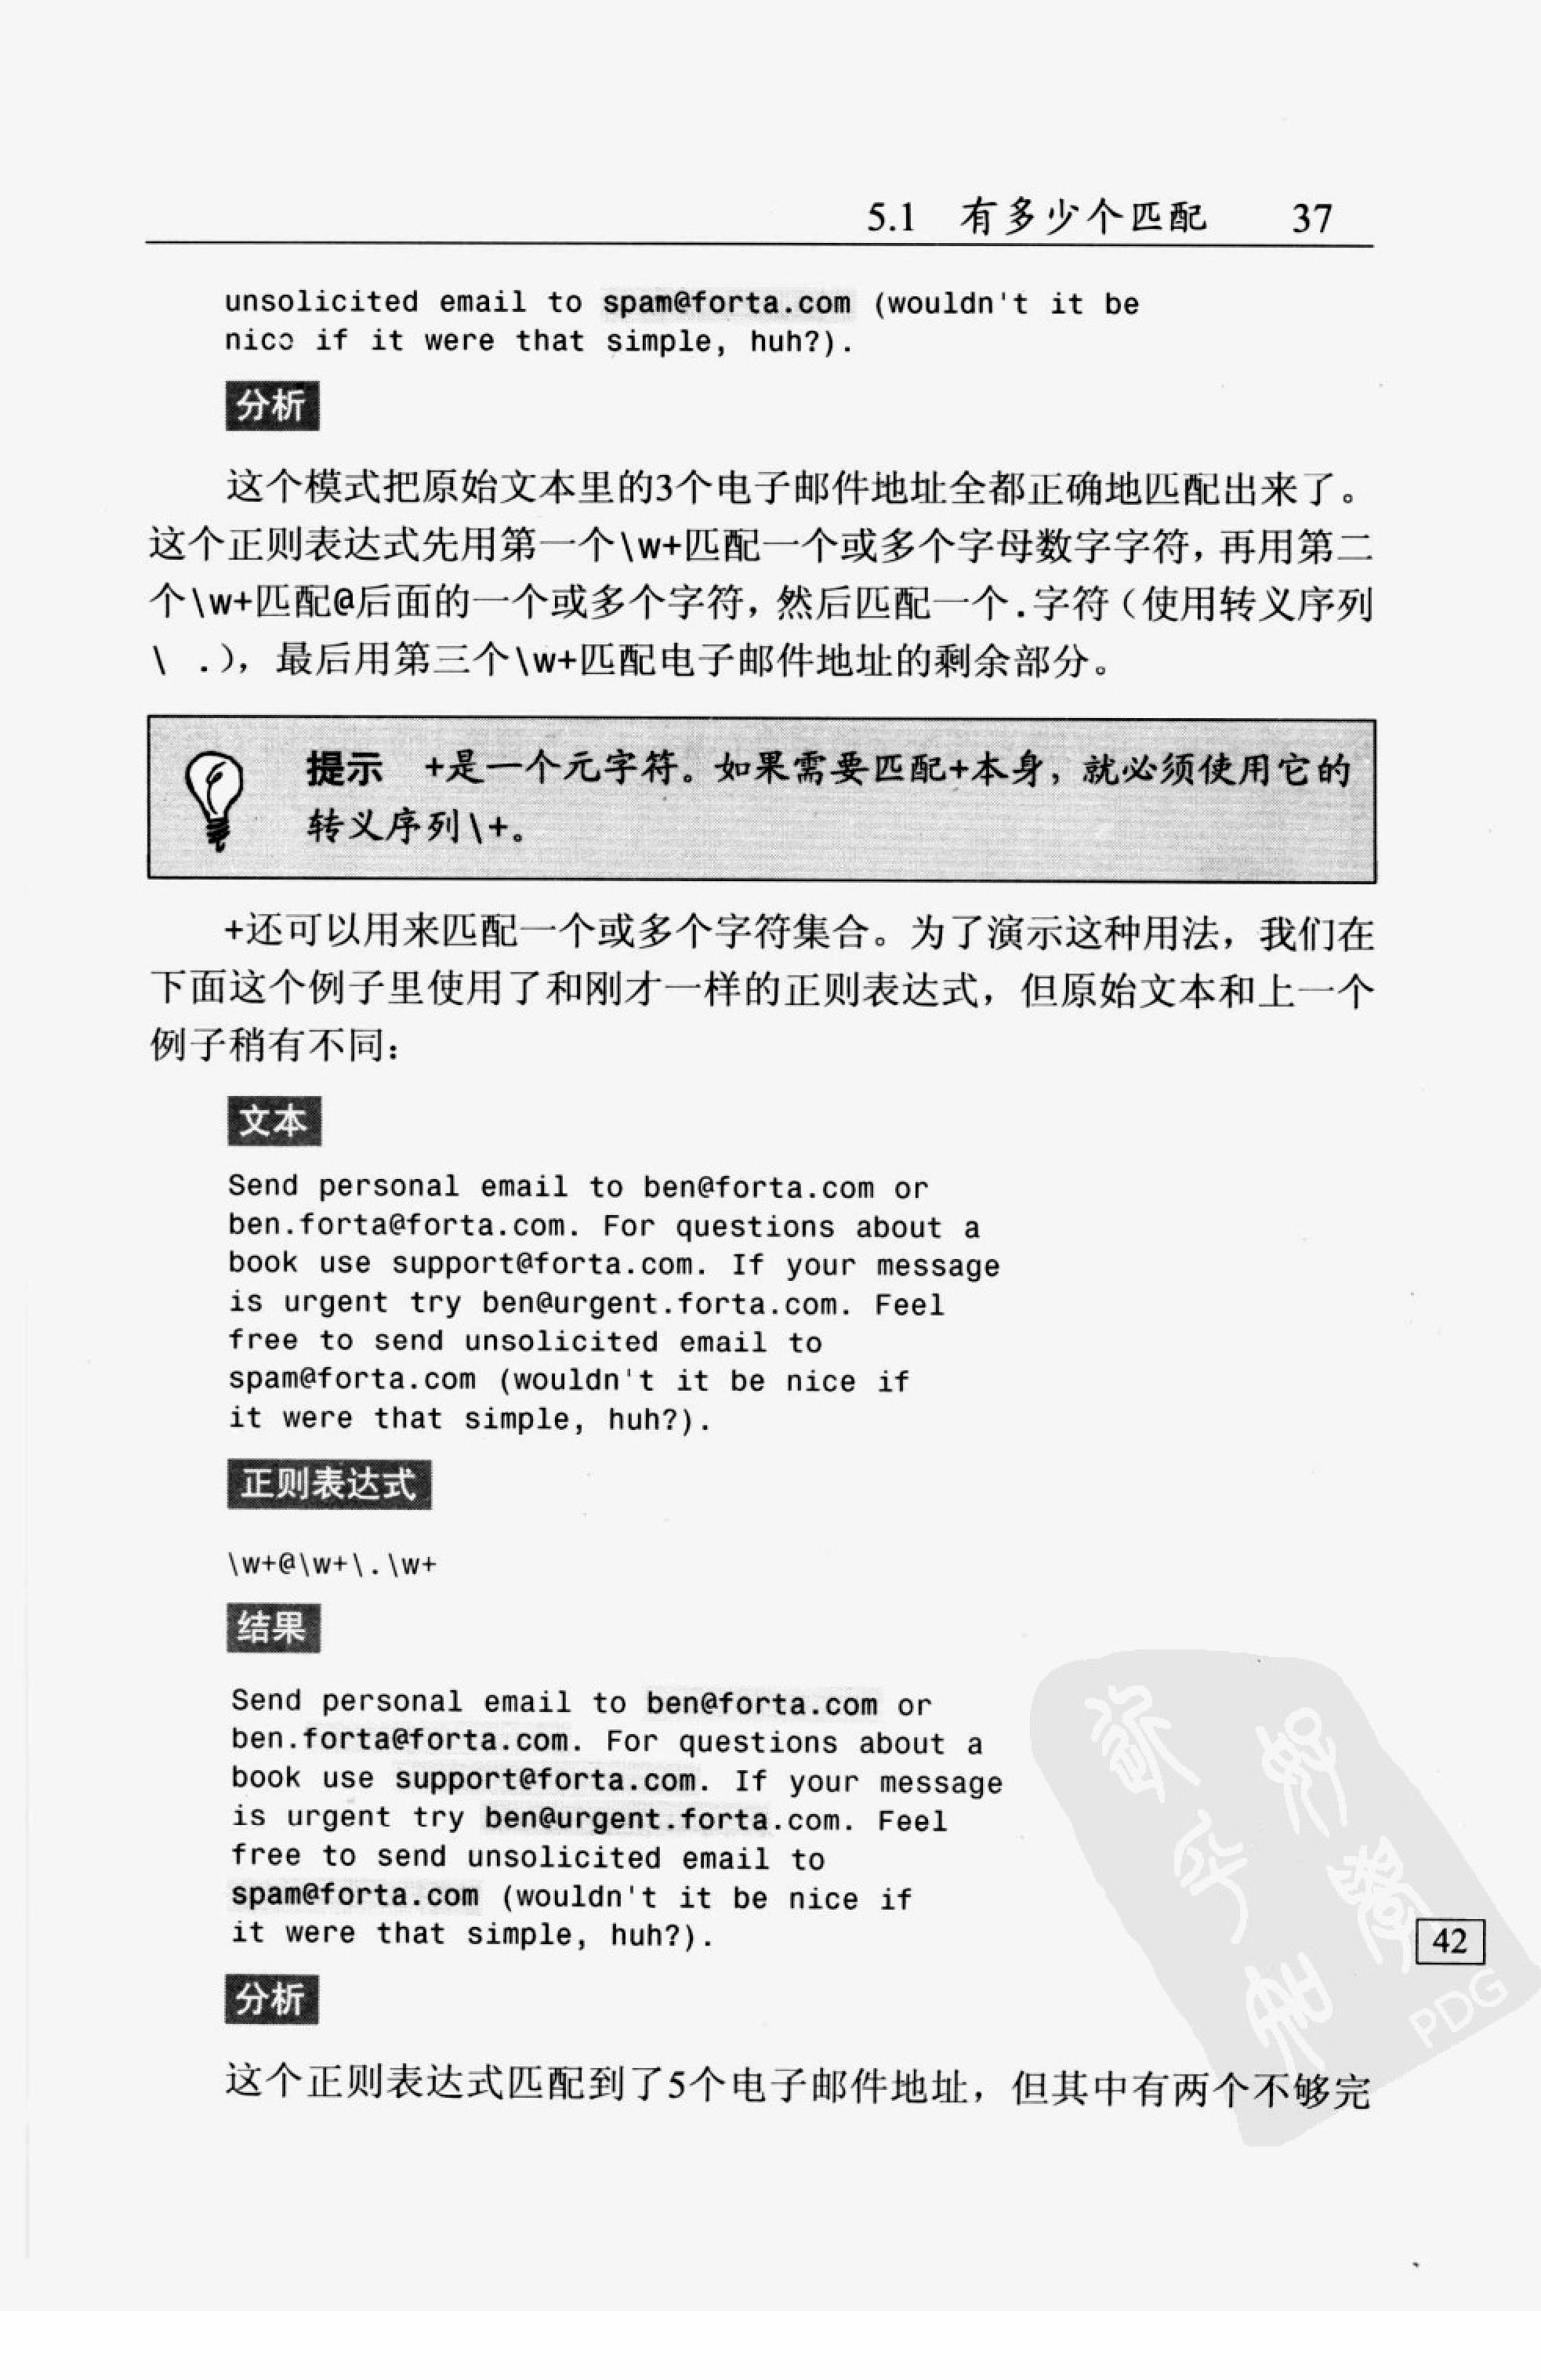 5.1 有多少个匹配 37
unsolicited email to spam@forta.com (wouldn't it be
nice if it were that simple, huh?).
分析
这个模式把原始文本里的3个电子邮件地址全都正确地匹配出来了。
这个正则表达式先用第一个\w+匹配一个或多个字母数字字符，再用第二
个\w+匹配@后面的一个或多个字符，然后匹配一个.字符（使用转义序列
\ .），最后用第三个\w+匹配电子邮件地址的剩余部分。
提示 +是一个元字符。如果需要匹配+本身，就必须使用它的
转义序列\+。
+还可以用来匹配一个或多个字符集合。为了演示这种用法，我们在
下面这个例子里使用了和刚才一样的正则表达式，但原始文本和上一个
例子稍有不同：
文本
Send personal email to ben@forta.com or
ben.forta@forta.com. For questions about a
book use support@forta.com. If your message
is urgent try ben@urgent.forta.com. Feel
free to send unsolicited email to
spam@forta.com (wouldn't it be nice if
it were that simple, huh?).
正则表达式
\w+@\w+\.\w+
结果
Send personal email to ben@forta.com or
ben.forta@forta.com. For questions about a
book use support@forta.com. If your message
is urgent try ben@urgent.forta.com. Feel
free to send unsolicited email to
spam@forta.com (wouldn't it be nice if
it were that simple, huh?).
42
分析
PDG
这个正则表达式匹配到了5个电子邮件地址，但其中有两个不够完